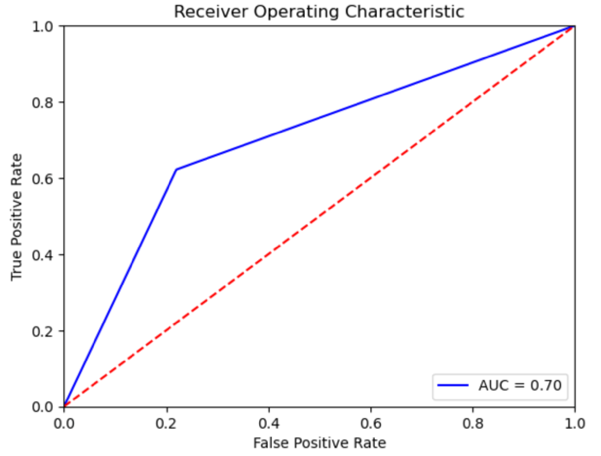 Receiver Operating Characteristic
1.0
0.8
0.6
0.4
0.2
0.0
True Positive Rate
AUC = 0.70
0.0 0.2 0.4 0.6 0.8 1.0
False Positive Rate